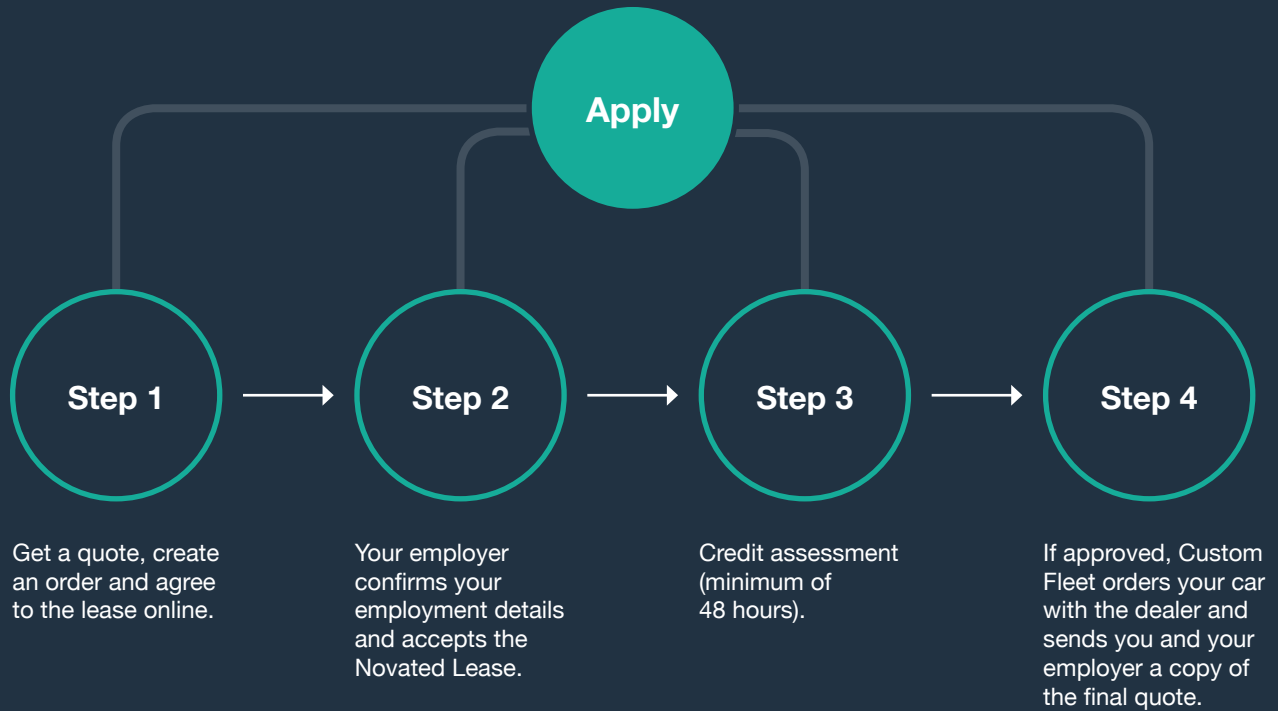 Apply
Step 1
Step 2
Step 3
Step 4
Get a quote, create
an order and agree
to the lease online.
Your employer
confirms your
employment details
and accepts the
Novated Lease.
Credit assessment
(minimum of
48 hours).
If approved, Custom
Fleet orders your car
with the dealer and
sends you and your
employer a copy of
the final quote.